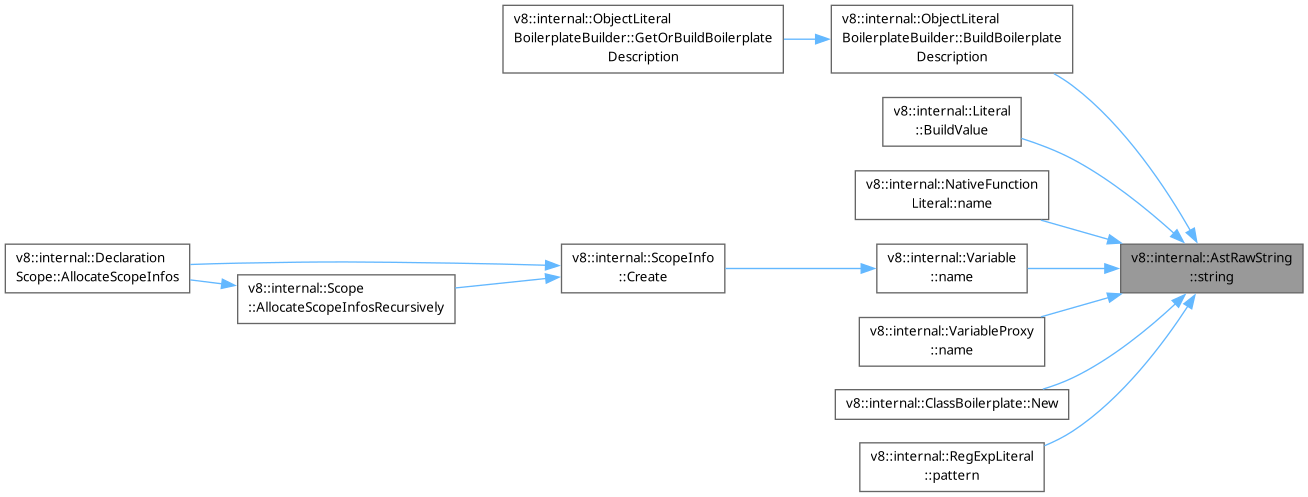 v8::internal::ObjectLiteral
BoilerplateBuilder::GetOrBuildBoilerplate
Description
v8::internal::ObjectLiteral
BoilerplateBuilder::BuildBoilerplate
Description
v8::internal::Literal
::BuildValue
v8::internal::NativeFunction
Literal::name
v8::internal::Declaration
Scope::AllocateScopeInfos
v8::internal::Scope
::AllocateScopeInfosRecursively
v8::internal::ScopeInfo
::Create
v8::internal::Variable
::name
v8::internal::AstRawString
::string
v8::internal::VariableProxy
::name
v8::internal::ClassBoilerplate::New
v8::internal::RegExpLiteral
::pattern